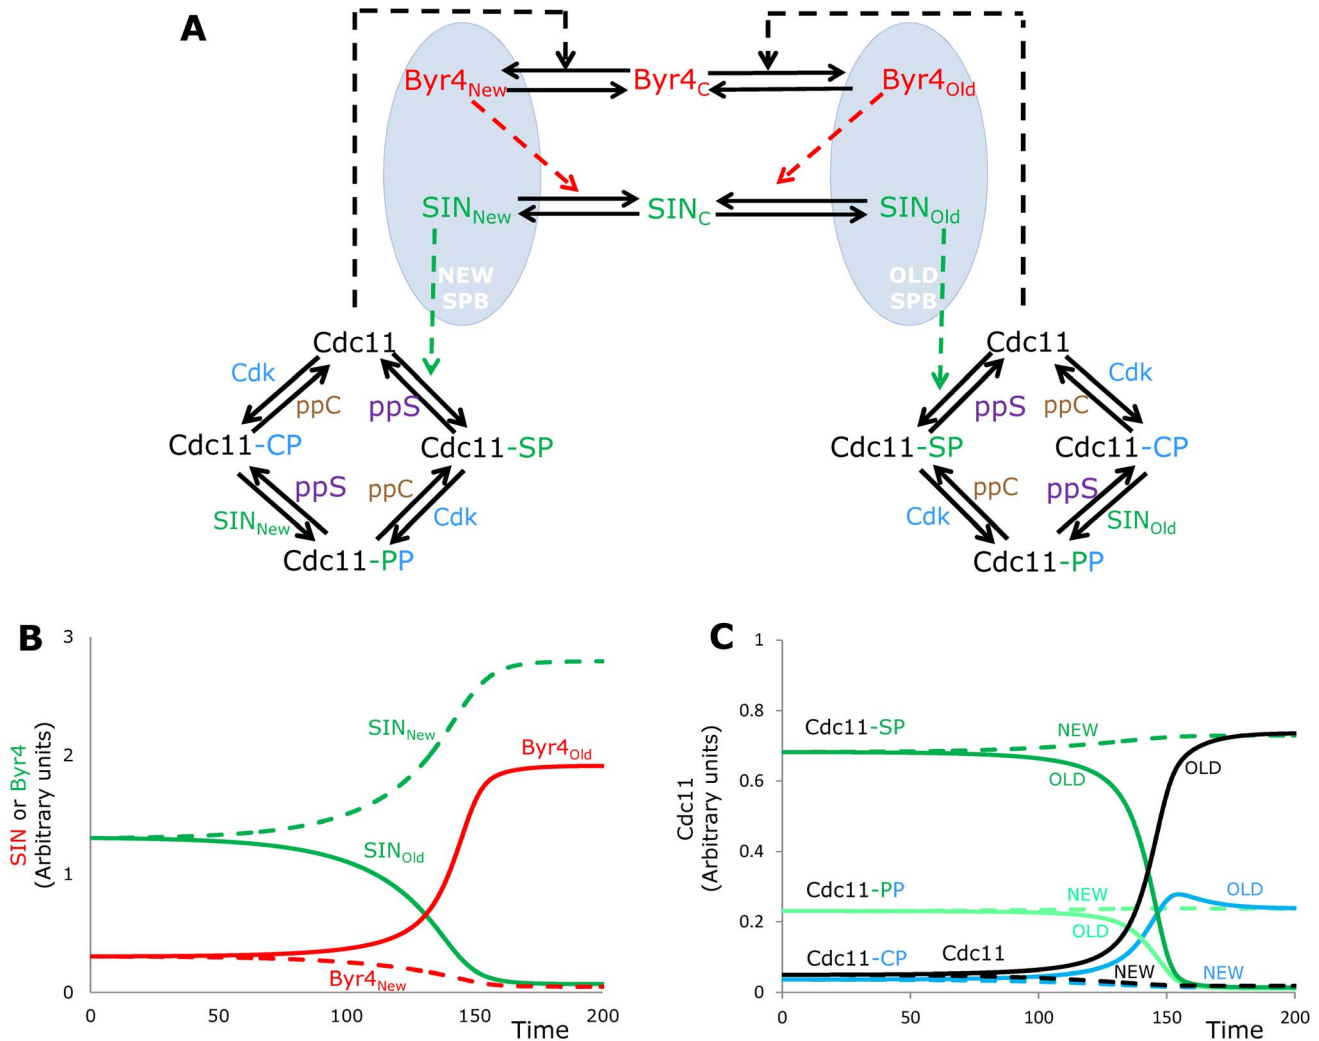 A
Byr4New
Byr4C
Byr4Old
SINNew
SINC
SINOld
NEW
SPB
OLD
SPB
Cdc11
Cdc11
Cdk
ppC
ppS
ppS
ppC
Cdk
Cdc11-CP
Cdc11-SP
Cdc11-SP
Cdc11-CP
SINNew
ppS
ppC
Cdk
Cdk
ppC
ppS
SINOld
Cdc11-PP
Cdc11-PP
B
3
2
1
0
SIN or Byr4
(Arbitrary units)
SINNew
Byr4Old
SINOld
Byr4New
0
50
100
150
200
Time
C
1
0.8
0.6
0.4
0.2
0
Cdc11
(Arbitrary units)
Cdc11-SP
NEW
OLD
OLD
Cdc11-PP
NEW
OLD
OLD
Cdc11-CP
Cdc11
NEW
NEW
0
50
100
150
200
Time